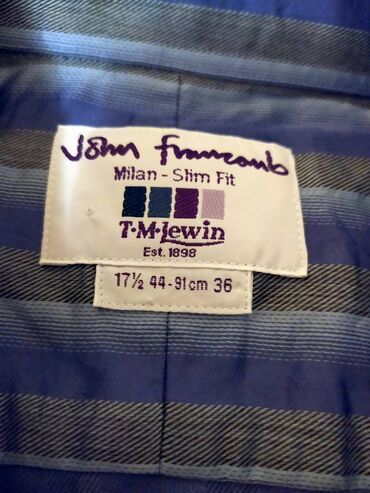 John Francomb
Milan - Slim Fit
T·M·Lewin
Est. 1898
17½ 44-91cm 36